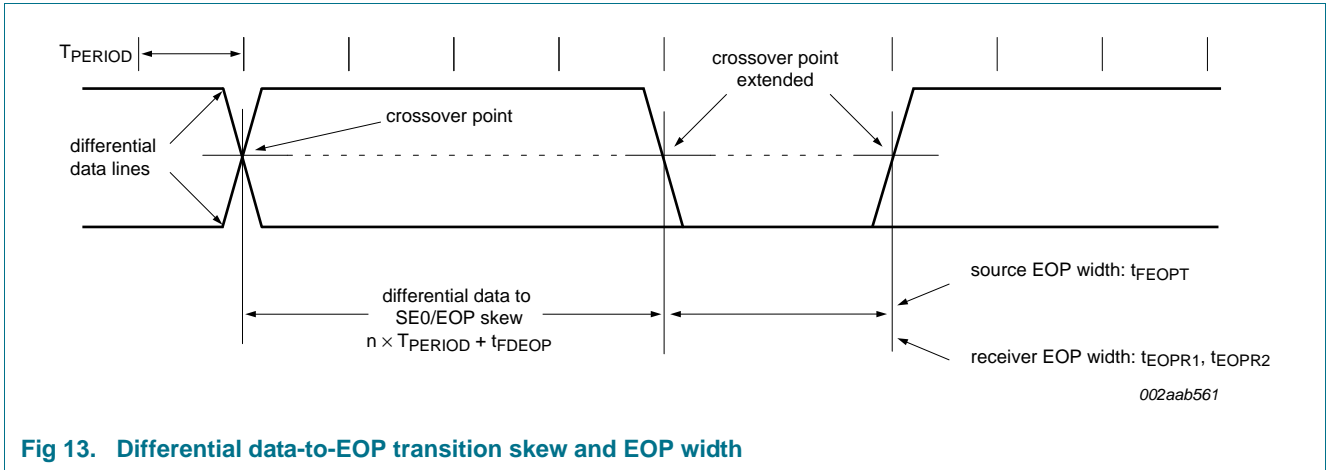 TPERIOD
crossover point
extended
crossover point
differential
data lines
differential data to
SE0/EOP skew
n × TPERIOD + tFDEOP
source EOP width: tFEOPT
receiver EOP width: tEOPR1, tEOPR2
002aab561
Fig 13. Differential data-to-EOP transition skew and EOP width